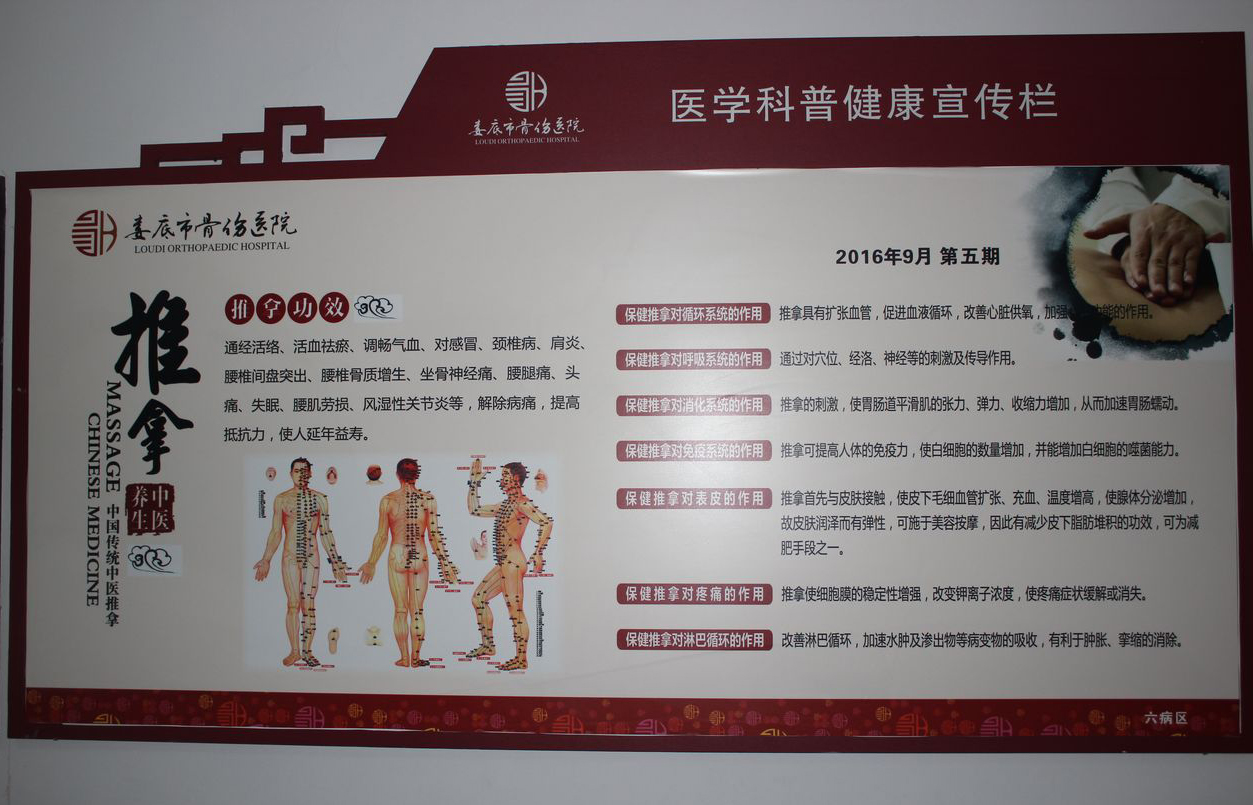 娄底市骨伤医院
LOUDI ORTHOPAEDIC HOSPITAL
医学科普健康宣传栏
娄底市骨伤医院
LOUDI ORTHOPAEDIC HOSPITAL
2016年9月 第五期
推拿
MASSAGE
CHINESE MEDICINE
中医养生
中国传统中医推拿
推拿功效
通经活络、活血祛瘀、调畅气血、对感冒、颈椎病、肩炎、
腰椎间盘突出、腰椎骨质增生、坐骨神经痛、腰腿痛、头
痛、失眠、腰肌劳损、风湿性关节炎等，解除病痛，提高
抵抗力，使人延年益寿。
保健推拿对循环系统的作用 推拿具有扩张血管，促进血液循环，改善心脏供氧，加强 功能的作用。
保健推拿对呼吸系统的作用 通过对穴位、经洛、神经等的刺激及传导作用。
保健推拿对消化系统的作用 推拿的刺激，使胃肠道平滑肌的张力、弹力、收缩力增加，从而加速胃肠蠕动。
保健推拿对免疫系统的作用 推拿可提高人体的免疫力，使白细胞的数量增加，并能增加白细胞的噬菌能力。
保健推拿对表皮的作用 推拿首先与皮肤接触，使皮下毛细血管扩张、充血、温度增高，使腺体分泌增加，
故皮肤润泽而有弹性，可施于美容按摩，因此有减少皮下脂肪堆积的功效，可为减
肥手段之一。
保健推拿对疼痛的作用 推拿使细胞膜的稳定性增强，改变钾离子浓度，使疼痛症状缓解或消失。
保健推拿对淋巴循环的作用 改善淋巴循环，加速水肿及渗出物等病变物的吸收，有利于肿胀、挛缩的消除。
六病区